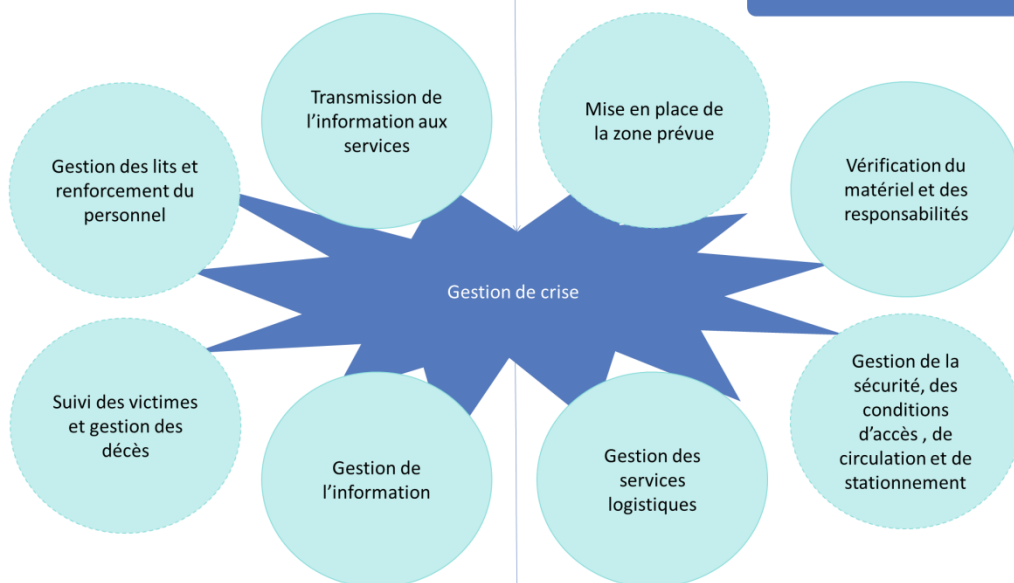 Transmission de
l'information aux
services
Mise en place de
la zone prévue
Gestion des lits et
renforcement du
personnel
Vérification du
matériel et des
responsabilités
Gestion de crise
Suivi des victimes
et gestion des
décès
Gestion de
l'information
Gestion des
services
logistiques
Gestion de la
sécurité, des
conditions
d'accès , de
circulation et de
stationnement